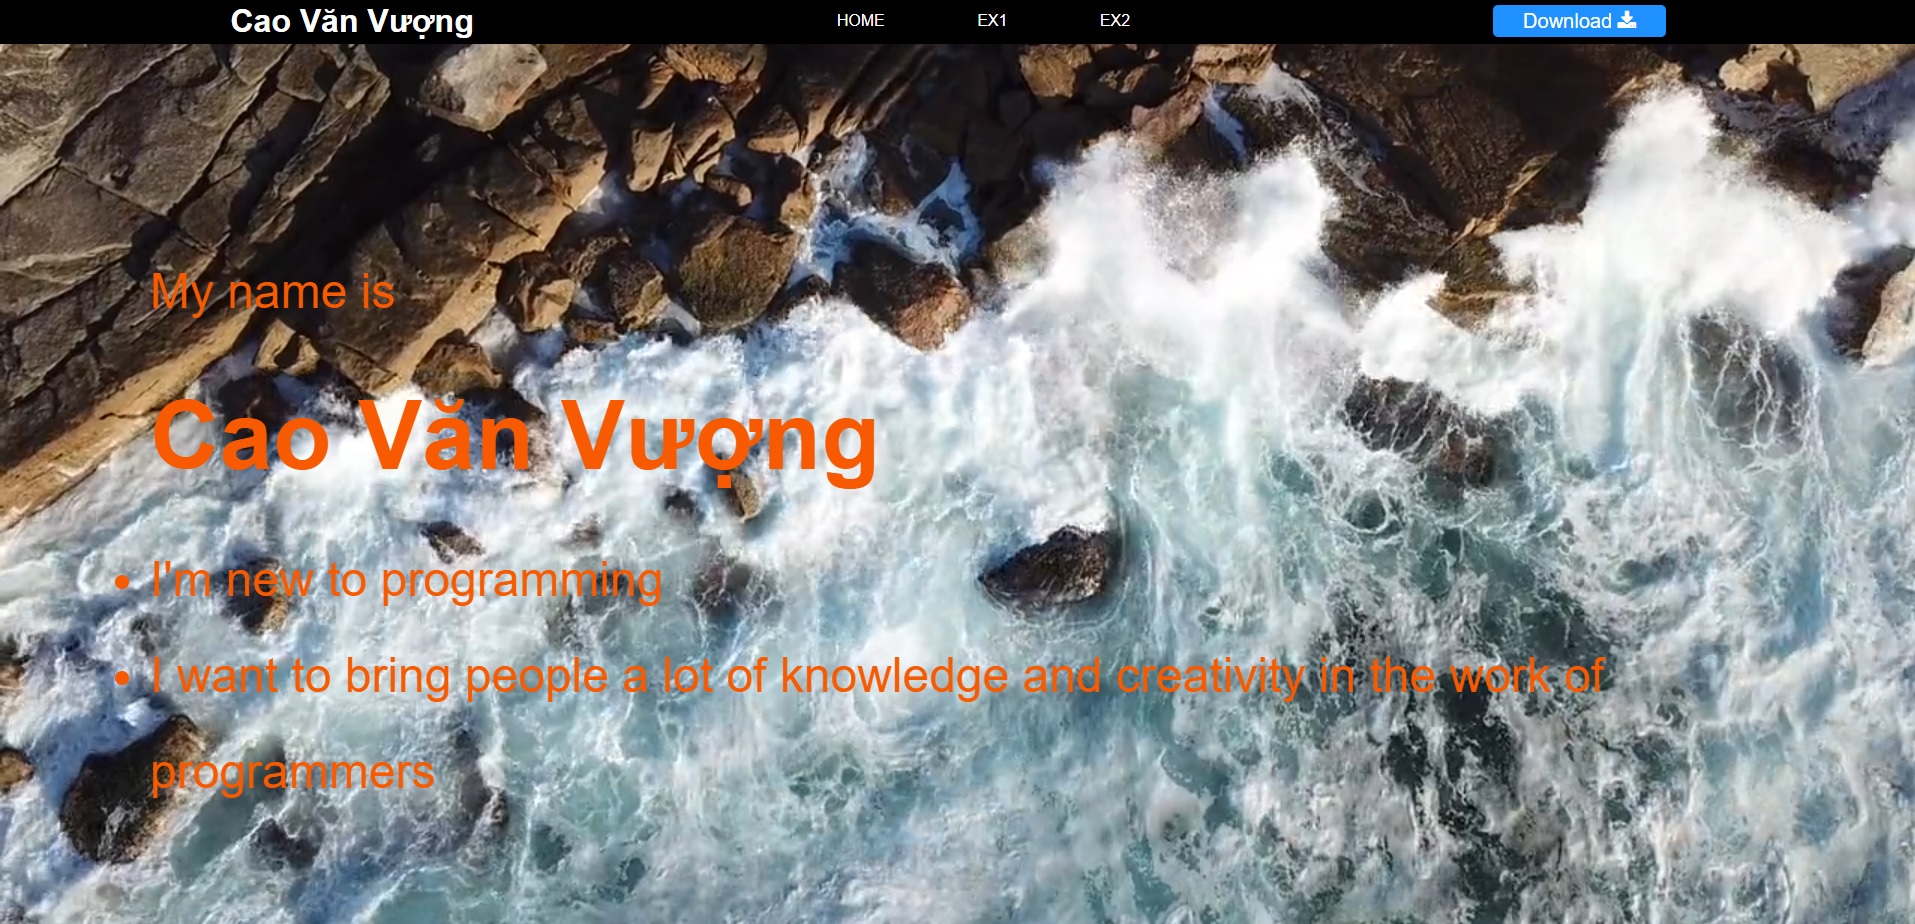 Cao Văn Vượng
HOME
EX1
EX2
Download
My name is
Cao Văn Vượng
• I'm new to programming
• I want to bring people a lot of knowledge and creativity in the work of
programmers